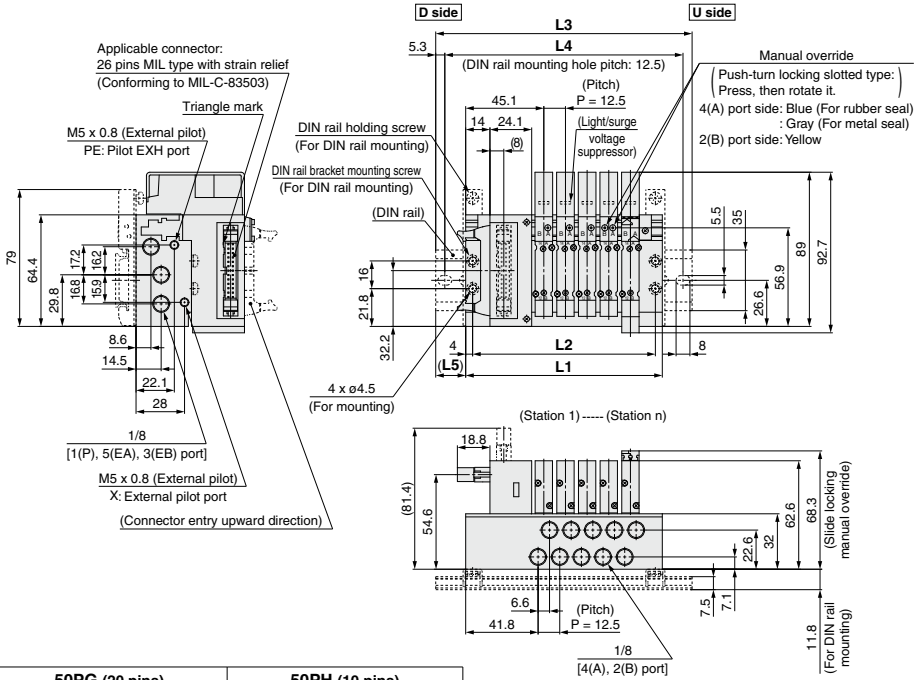 D side
U side
L3
5.3
L4
(DIN rail mounting hole pitch: 12.5)
(Pitch)
P = 12.5
45.1
14
24.1
(8)
(Light/surge
voltage
suppressor)
Manual override
Push-turn locking slotted type:
Press, then rotate it.
4(A) port side: Blue (For rubber seal)
: Gray (For metal seal)
2(B) port side: Yellow
Applicable connector:
26 pins MIL type with strain relief
(Conforming to MIL-C-83503)
Triangle mark
M5 x 0.8 (External pilot)
PE: Pilot EXH port
DIN rail holding screw
(For DIN rail mounting)
DIN rail bracket mounting screw
(For DIN rail mounting)
(DIN rail)
79
64.4
29.8
17.2
16.2
16.8
15.9
8.6
14.5
22.1
28
1/8
[1(P), 5(EA), 3(EB) port]
M5 x 0.8 (External pilot)
X: External pilot port
(Connector entry upward direction)
16
21.8
32.2
4
(L5)
L2
L1
8
4 x ø4.5
(For mounting)
B A B A B A B A B A
5.5
35
26.6
56.9
89
92.7
(Station 1) ----- (Station n)
18.8
(81.4)
54.6
6.6
41.8
(Pitch)
P = 12.5
1/8
[4(A), 2(B) port]
22.6
32
62.6
68.3
(Slide locking
manual override)
7.5
7.1
11.8
(For DIN rail
mounting)
50PG (20 pins)
50PH (10 pins)